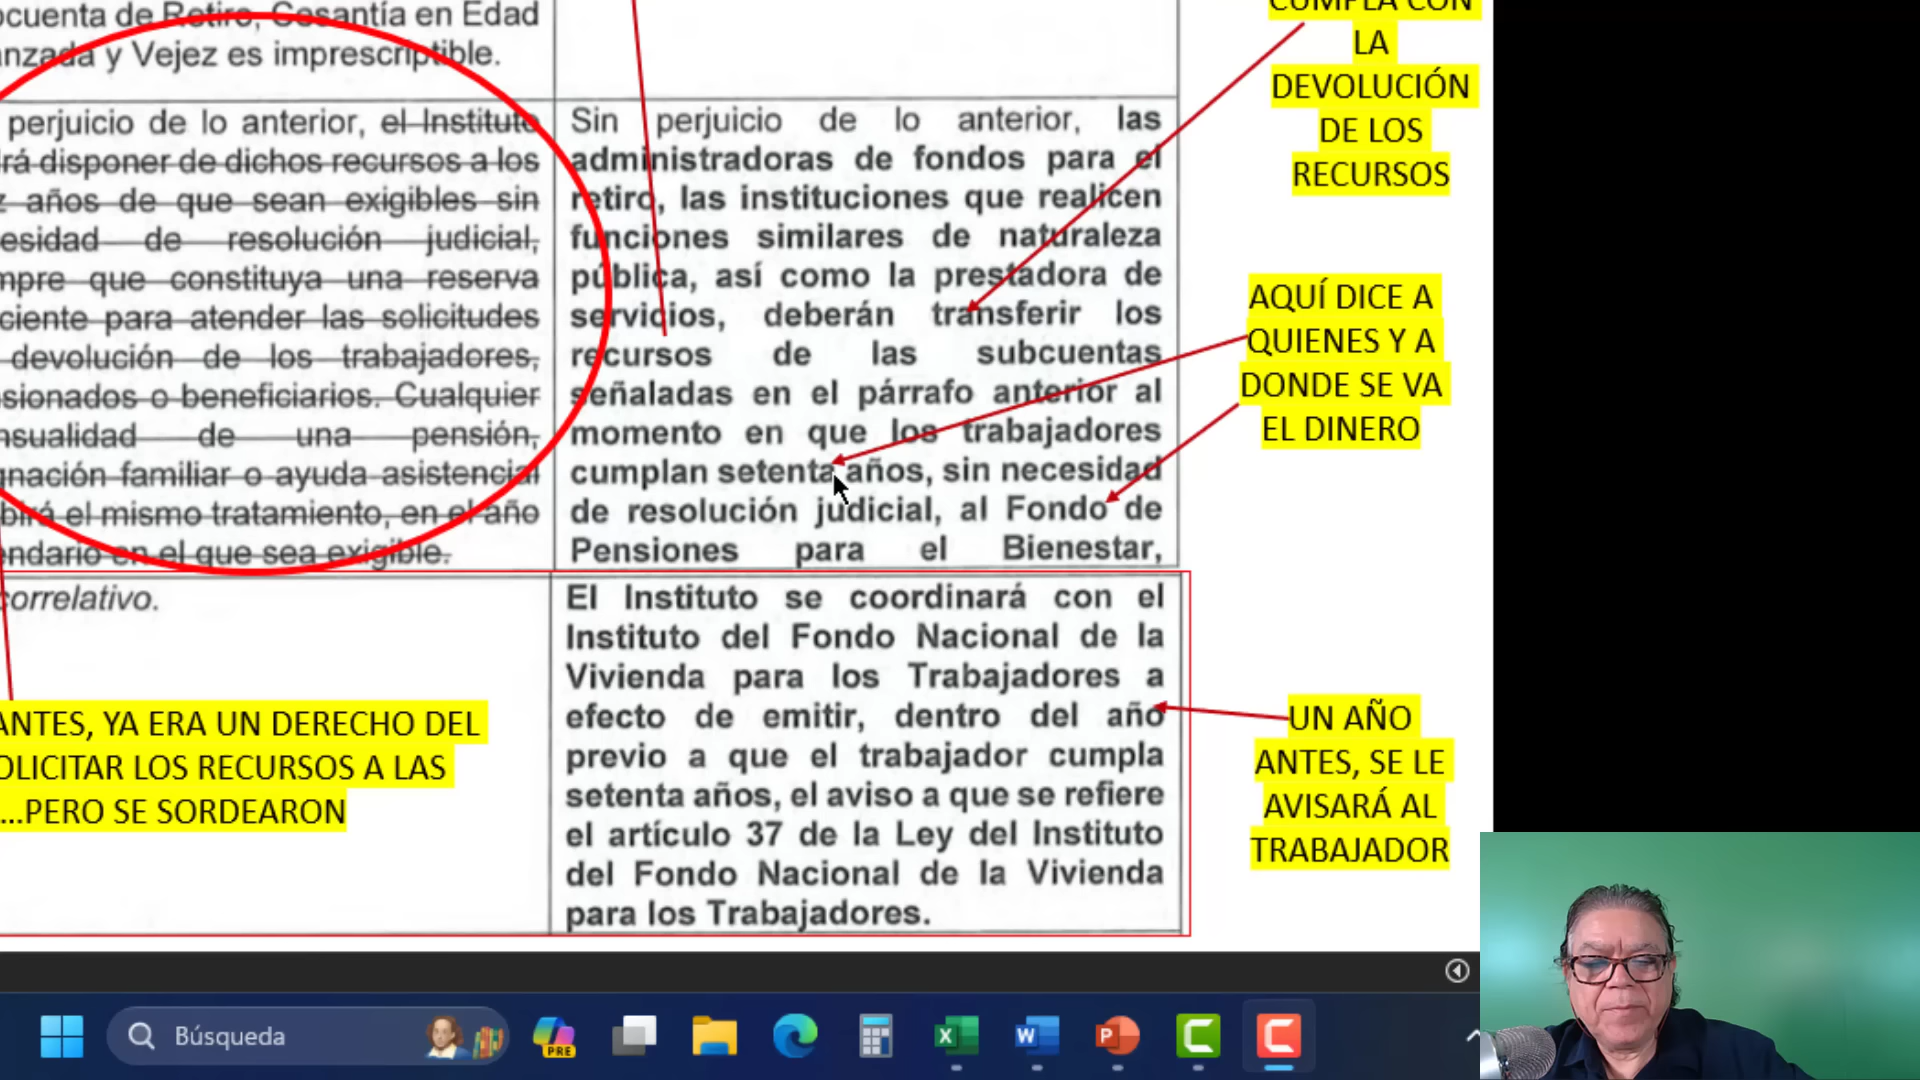 ocuenta de Retiro, Cesantía en Edad
anzada y Vejez es imprescriptible.
perjuicio de lo anterior, el Instituto
rá disponer de dichos recursos a los
z años de que sean exigibles sin
esidad de resolución judicial,
mpre que constituya una reserva
ciente para atender las solicitudes
devolución de los trabajadores,
sionados o beneficiarios. Cualquier
nsualidad de una pensión,
gnación familiar o ayuda asistencial
birá el mismo tratamiento, en el año
endario en el que sea exigible.
correlativo.
ANTES, YA ERA UN DERECHO DEL
OLICITAR LOS RECURSOS A LAS
...PERO SE SORDEARON
Sin perjuicio de lo anterior, las
administradoras de fondos para el
retiro, las instituciones que realicen
funciones similares de naturaleza
pública, así como la prestadora de
servicios, deberán transferir los
recursos de las subcuentas
señaladas en el párrafo anterior al
momento en que los trabajadores
cumplan setenta años, sin necesidad
de resolución judicial, al Fondo de
Pensiones para el Bienestar,
El Instituto se coordinará con el
Instituto del Fondo Nacional de la
Vivienda para los Trabajadores a
efecto de emitir, dentro del año
previo a que el trabajador cumpla
setenta años, el aviso a que se refiere
el artículo 37 de la Ley del Instituto
del Fondo Nacional de la Vivienda
para los Trabajadores.
CUMPLA CON
LA
DEVOLUCIÓN
DE LOS
RECURSOS
AQUÍ DICE A
QUIENES Y A
DONDE SE VA
EL DINERO
UN AÑO
ANTES, SE LE
AVISARÁ AL
TRABAJADOR
Búsqueda
PRE